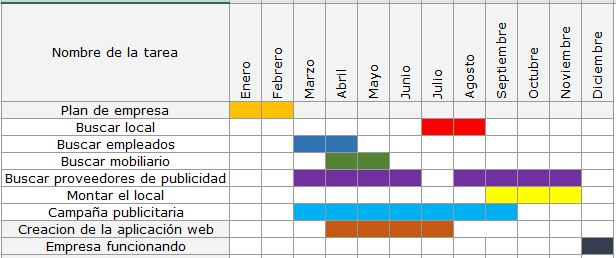 Nombre de la tarea
Enero
Febrero
Marzo
Abril
Mayo
Junio
Julio
Agosto
Septiembre
Octubre
Noviembre
Diciembre
Plan de empresa
Buscar local
Buscar empleados
Buscar mobiliario
Buscar proveedores de publicidad
Montar el local
Campaña publicitaria
Creacion de la aplicación web
Empresa funcionando